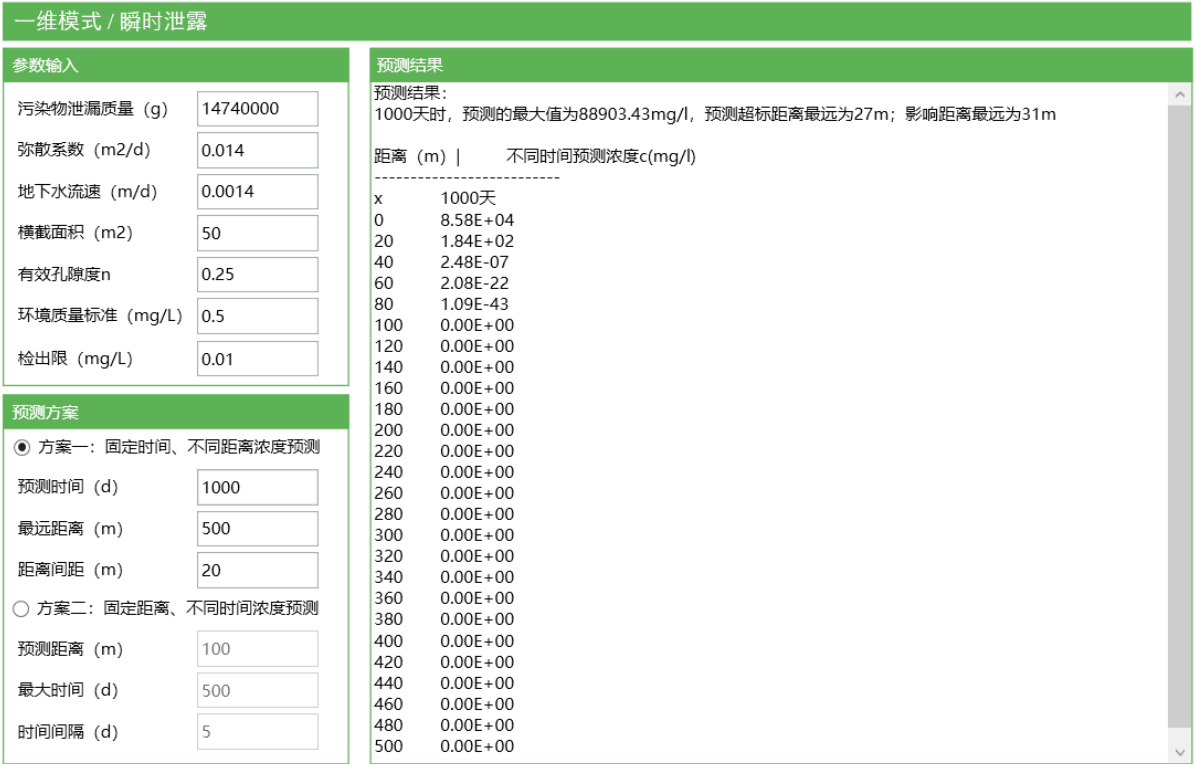 一维模式 / 瞬时泄露
参数输入
污染物泄漏质量（g） 14740000
弥散系数（m2/d） 0.014
地下水流速（m/d） 0.0014
横截面积（m2） 50
有效孔隙度n 0.25
环境质量标准（mg/L） 0.5
检出限（mg/L） 0.01
预测方案
方案一：固定时间、不同距离浓度预测
预测时间（d） 1000
最远距离（m） 500
距离间距（m） 20
方案二：固定距离、不同时间浓度预测
预测距离（m） 100
最大时间（d） 500
时间间隔（d） 5
预测结果
预测结果：
1000天时，预测的最大值为88903.43mg/l，预测超标距离最远为27m；影响距离最远为31m
距离（m）| 不同时间预测浓度c(mg/l)
--------------------------
x 1000天
0 8.58E+04
20 1.84E+02
40 2.48E-07
60 2.08E-22
80 1.09E-43
100 0.00E+00
120 0.00E+00
140 0.00E+00
160 0.00E+00
180 0.00E+00
200 0.00E+00
220 0.00E+00
240 0.00E+00
260 0.00E+00
280 0.00E+00
300 0.00E+00
320 0.00E+00
340 0.00E+00
360 0.00E+00
380 0.00E+00
400 0.00E+00
420 0.00E+00
440 0.00E+00
460 0.00E+00
480 0.00E+00
500 0.00E+00